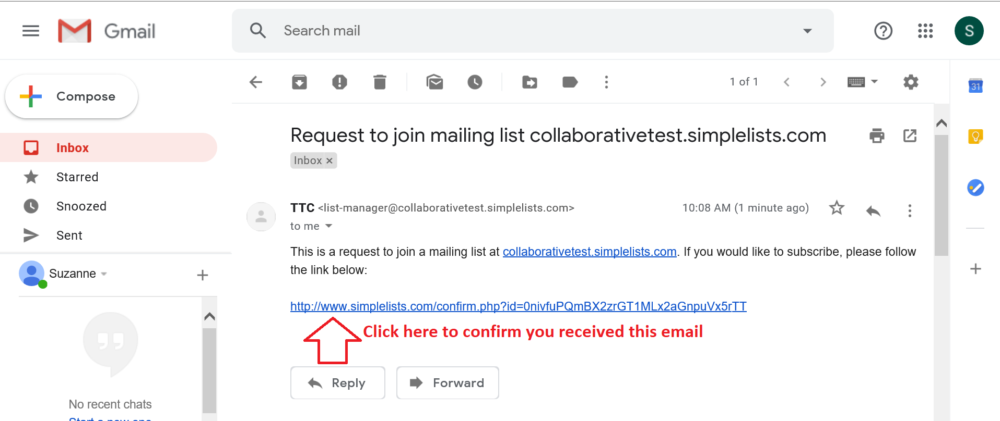 Gmail
Search mail
S
Compose
1 of 1
31
Inbox
Starred
Snoozed
Sent
Request to join mailing list collaborativetest.simplelists.com
Inbox ×
TTC <list-manager@collaborativetest.simplelists.com>
10:08 AM (1 minute ago)
to me
This is a request to join a mailing list at collaborativetest.simplelists.com. If you would like to subscribe, please follow
the link below:
http://www.simplelists.com/confirm.php?id=0nivfuPQmBX2zrGT1MLx2aGnpuVx5rTT
Click here to confirm you received this email
Reply
Forward
Suzanne
No recent chats
Start a new one